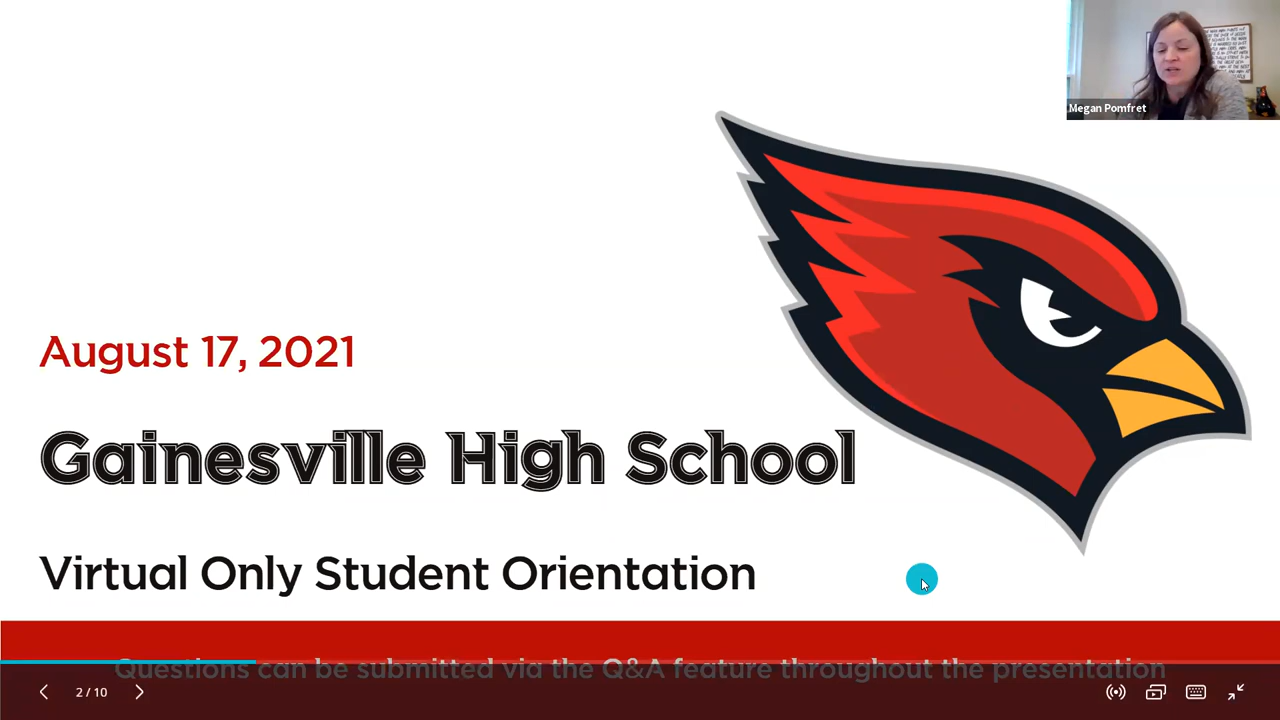 Megan Pomfret
August 17, 2021
Gainesville High School
Virtual Only Student Orientation
Questions can be submitted via the Q&A feature throughout the presentation
2 / 10